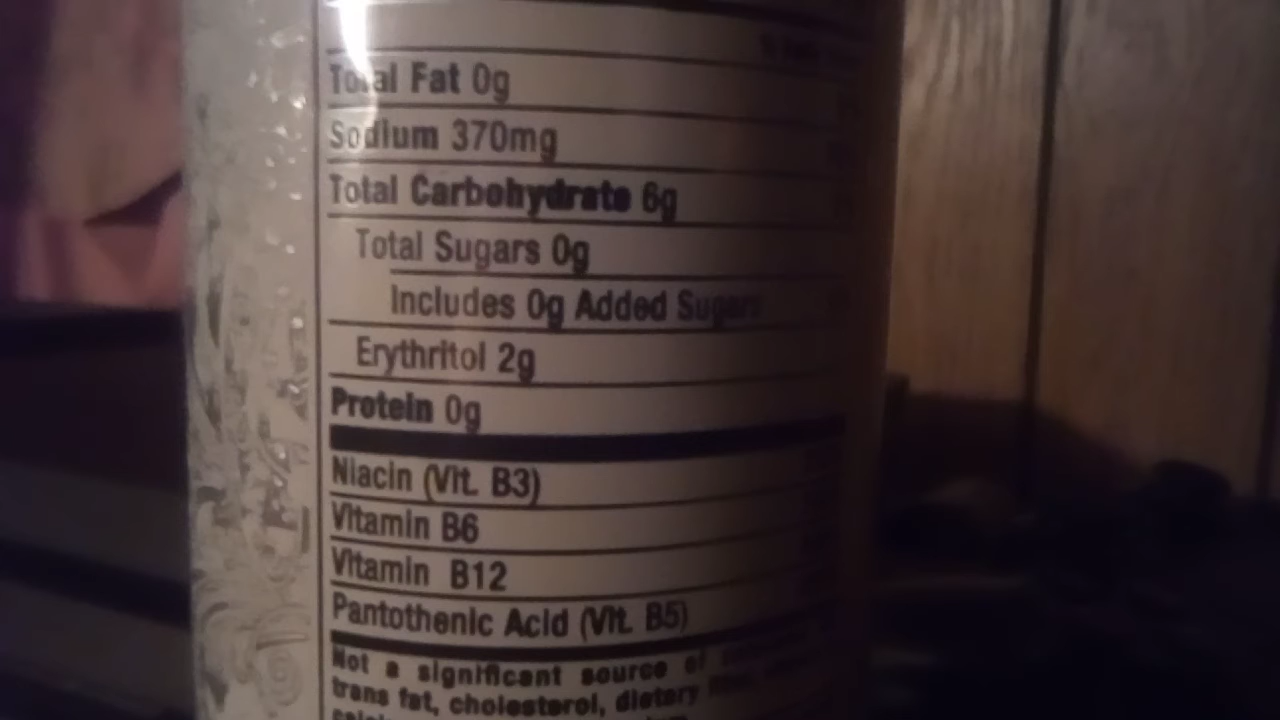 Total Fat 0g
Sodium 370mg
Total Carbohydrate 6g
Total Sugars 0g
Includes 0g Added Sugars
Erythritol 2g
Protein 0g
Niacin (Vit. B3)
Vitamin B6
Vitamin B12
Pantothenic Acid (Vit. B5)
Not a significant source of
trans fat, cholesterol, dietary